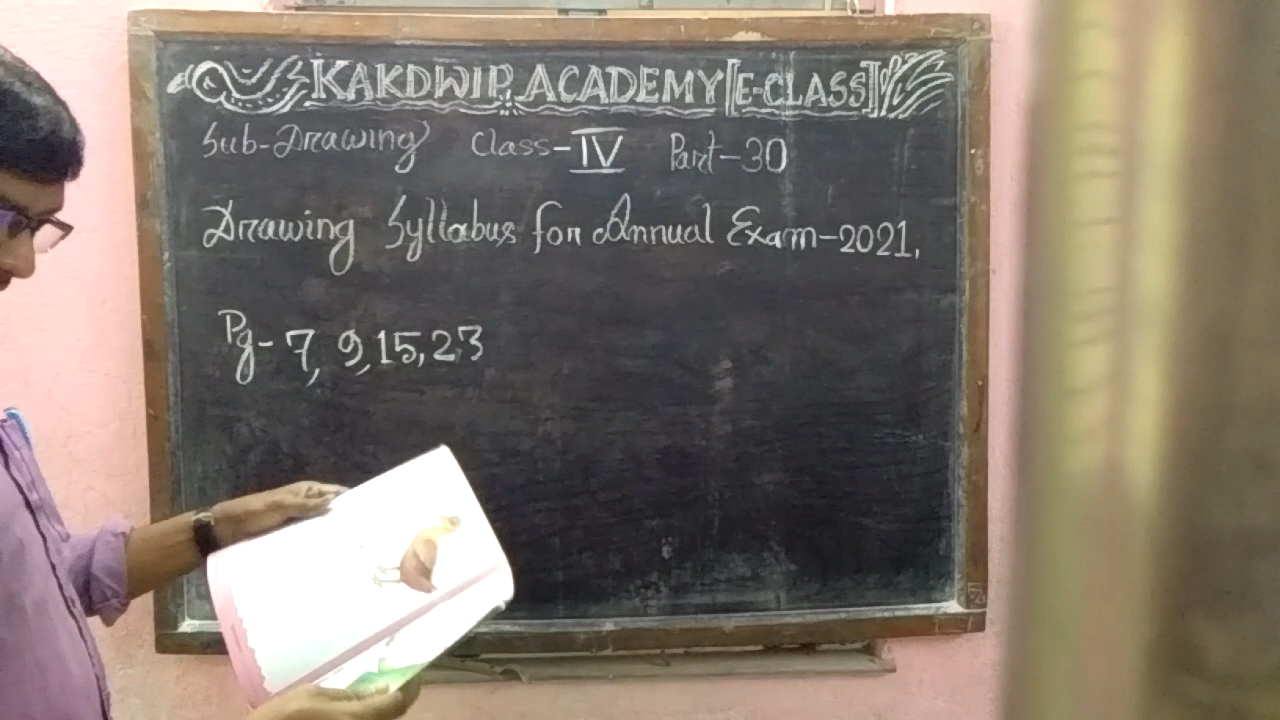 KAKDWIP ACADEMY [E-CLASS]
Sub-Drawing Class-IV Part-30
Drawing Syllabus for Annual Exam-2021.
Pg- 7, 9, 15, 23